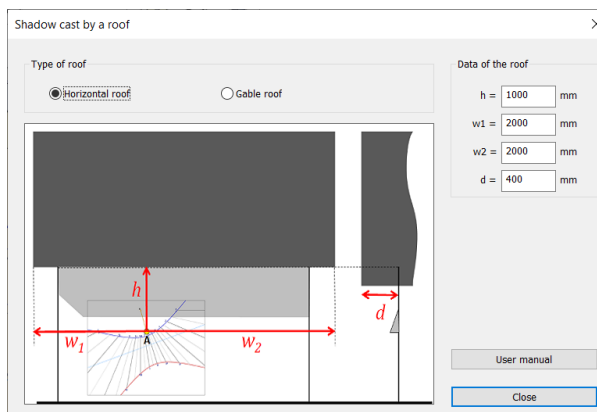 Shadow cast by a roof
Type of roof
Horizontal roof
Gable roof
Data of the roof
h = 1000 mm
w1 = 2000 mm
w2 = 2000 mm
d = 400 mm
h
d
w1
w2
A
User manual
Close